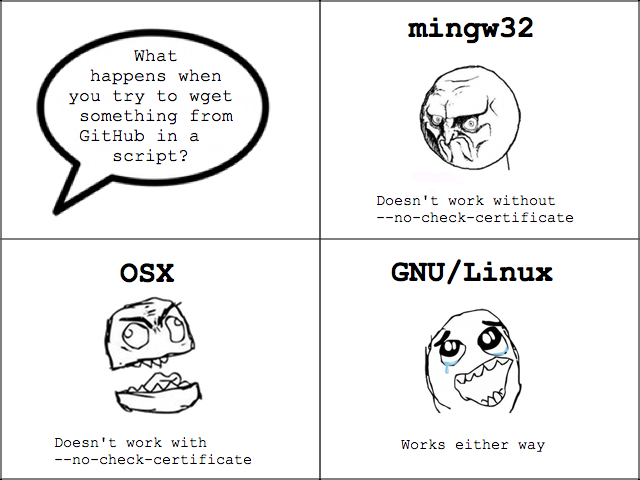 What
happens when
you try to wget
something from
GitHub in a
script?
mingw32
Doesn't work without
--no-check-certificate
OSX
Doesn't work with
--no-check-certificate
GNU/Linux
Works either way